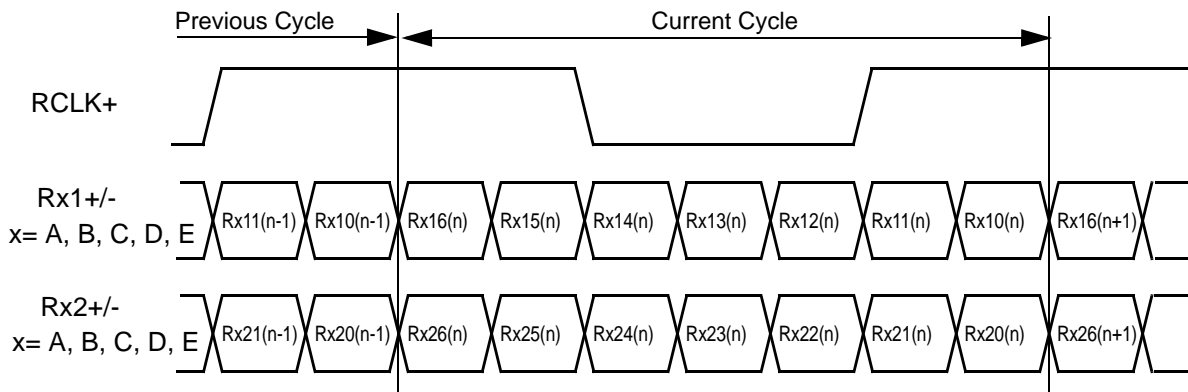 Previous Cycle Current Cycle
RCLK+
Rx1+/-
x= A, B, C, D, E
Rx11(n-1) Rx10(n-1) Rx16(n) Rx15(n) Rx14(n) Rx13(n) Rx12(n) Rx11(n) Rx10(n) Rx16(n+1)
Rx2+/-
x= A, B, C, D, E
Rx21(n-1) Rx20(n-1) Rx26(n) Rx25(n) Rx24(n) Rx23(n) Rx22(n) Rx21(n) Rx20(n) Rx26(n+1)